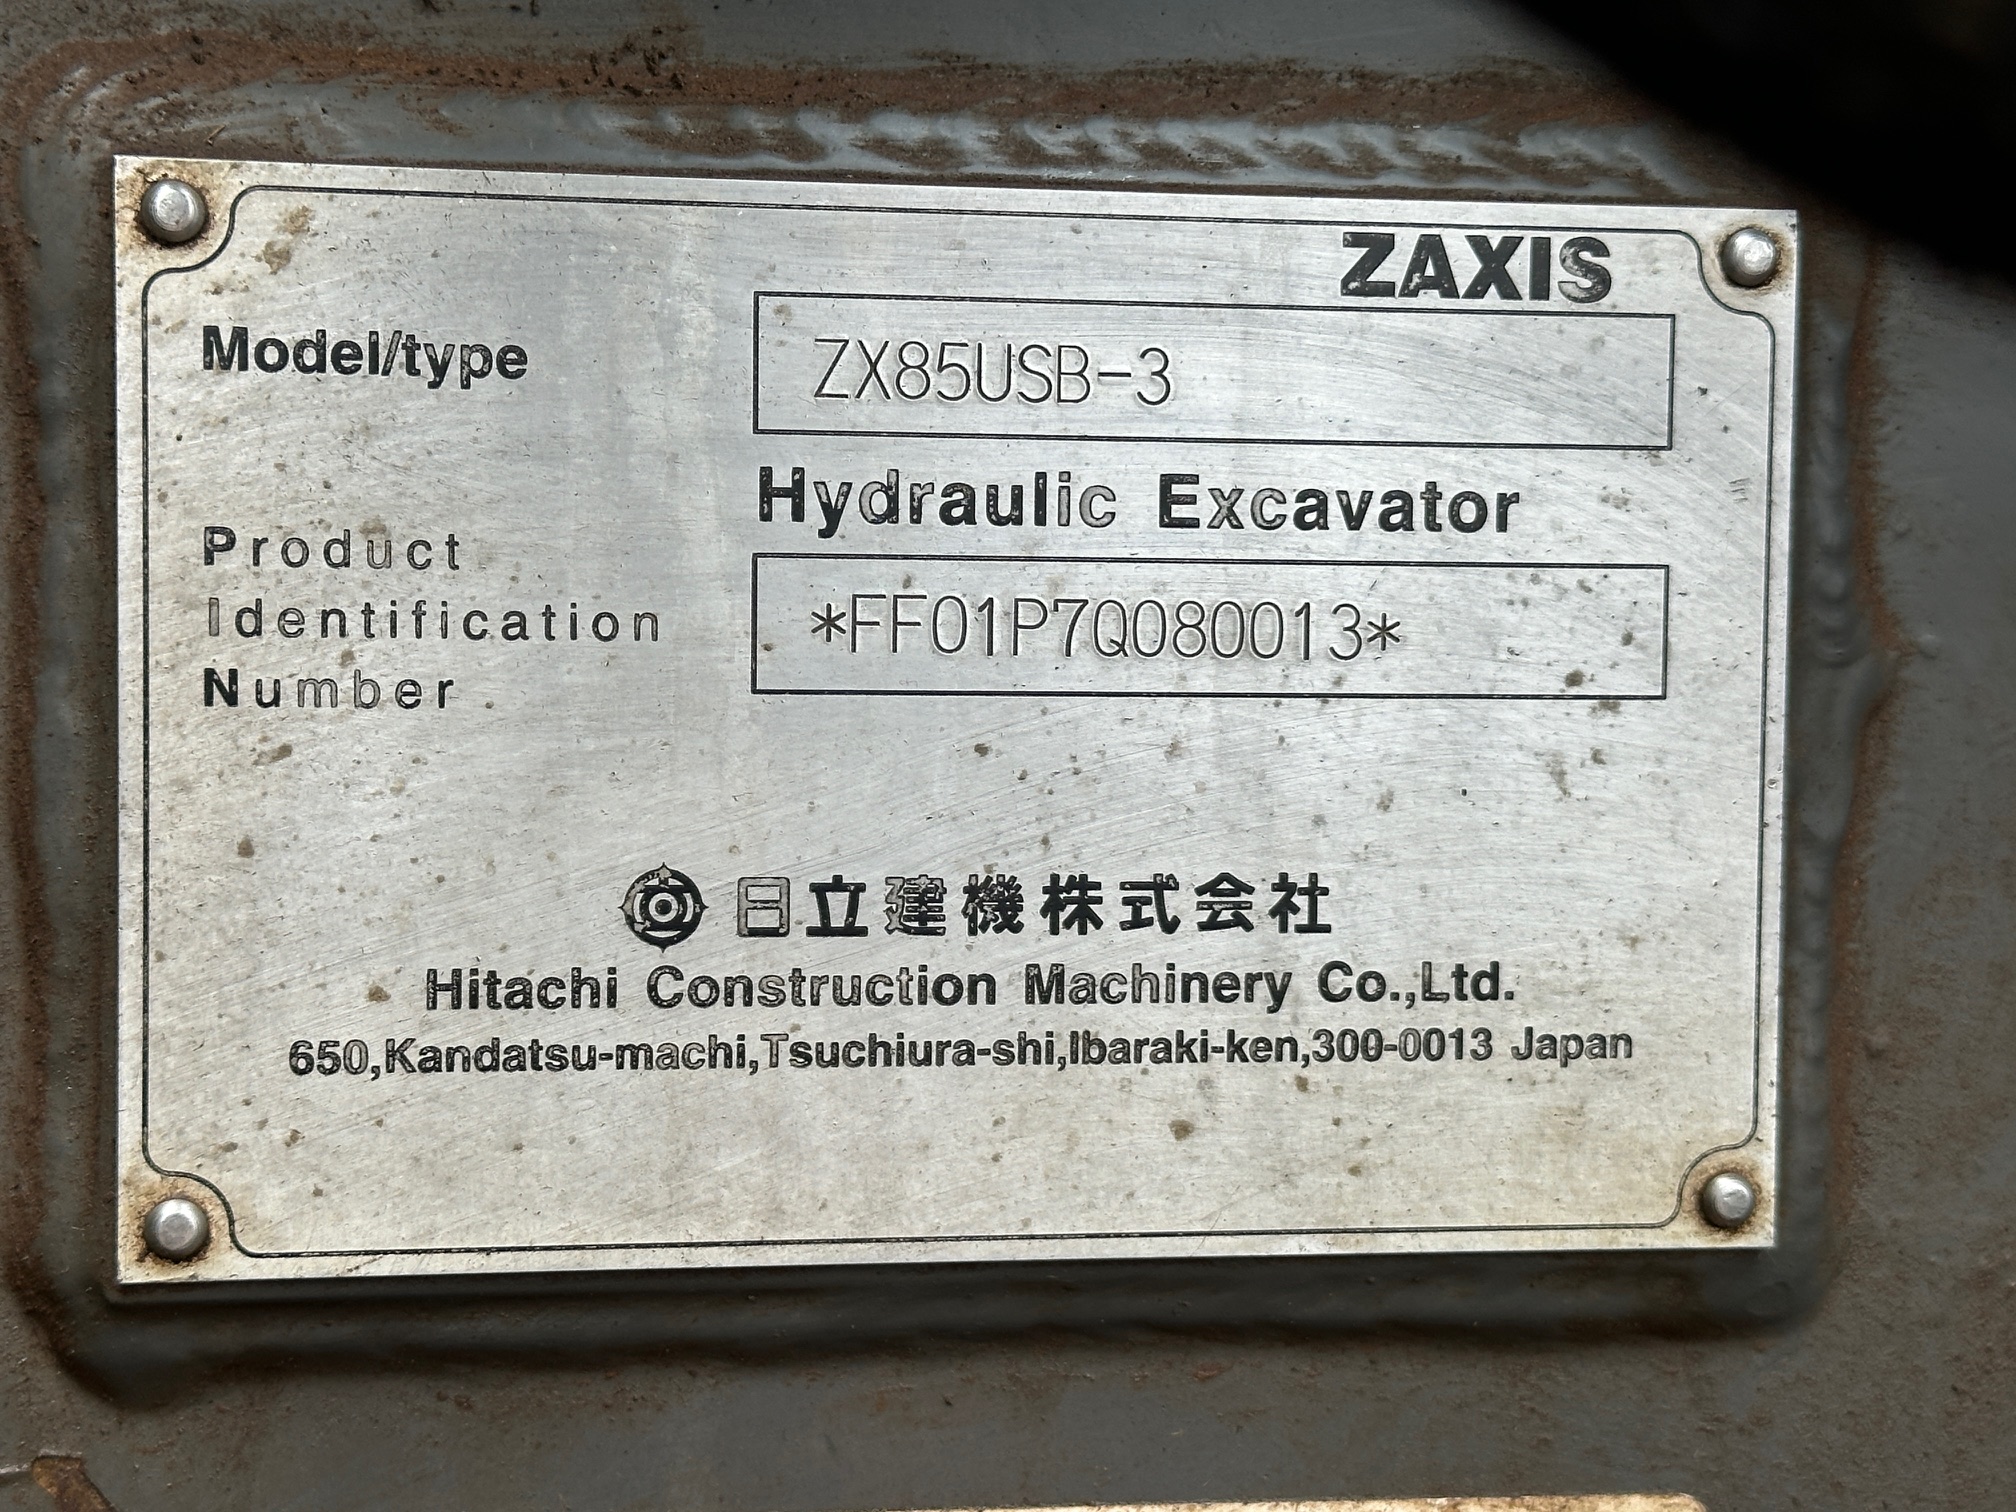 ZAXIS
Model/type ZX85USB-3
Hydraulic Excavator
Product
Identification *FF01P7Q080013*
Number
日立建機株式会社
Hitachi Construction Machinery Co.,Ltd.
650,Kandatsu-machi,Tsuchiura-shi,Ibaraki-ken,300-0013 Japan